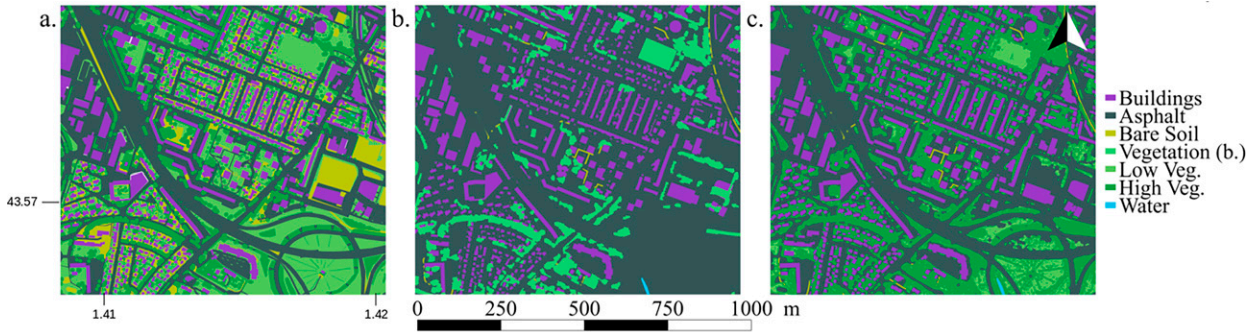 a.
b.
c.
Buildings
Asphalt
Bare Soil
Vegetation (b.)
Low Veg.
High Veg.
Water
43.57
1.41
1.42
0 250 500 750 1000 m